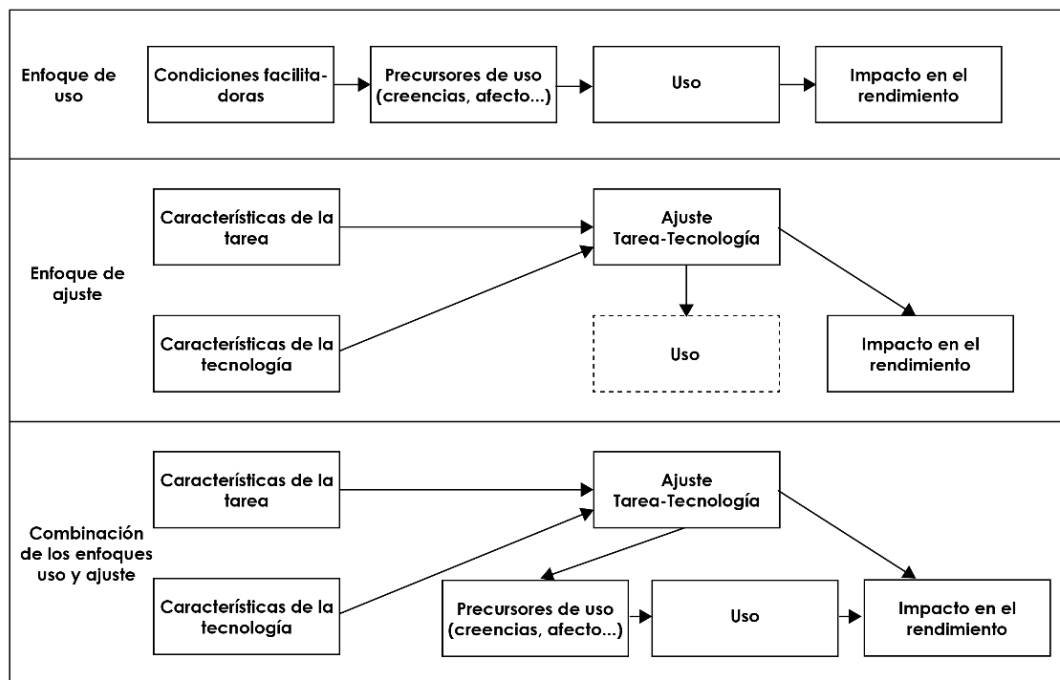 Enfoque de
uso
Condiciones facilita-
doras
Precursores de uso
(creencias, afecto...)
Uso
Impacto en el
rendimiento
Enfoque de
ajuste
Características de la
tarea
Ajuste
Tarea-Tecnología
Características de la
tecnología
Uso
Impacto en el
rendimiento
Combinación
de los enfoques
uso y ajuste
Características de la
tarea
Ajuste
Tarea-Tecnología
Características de la
tecnología
Precursores de uso
(creencias, afecto...)
Uso
Impacto en el
rendimiento